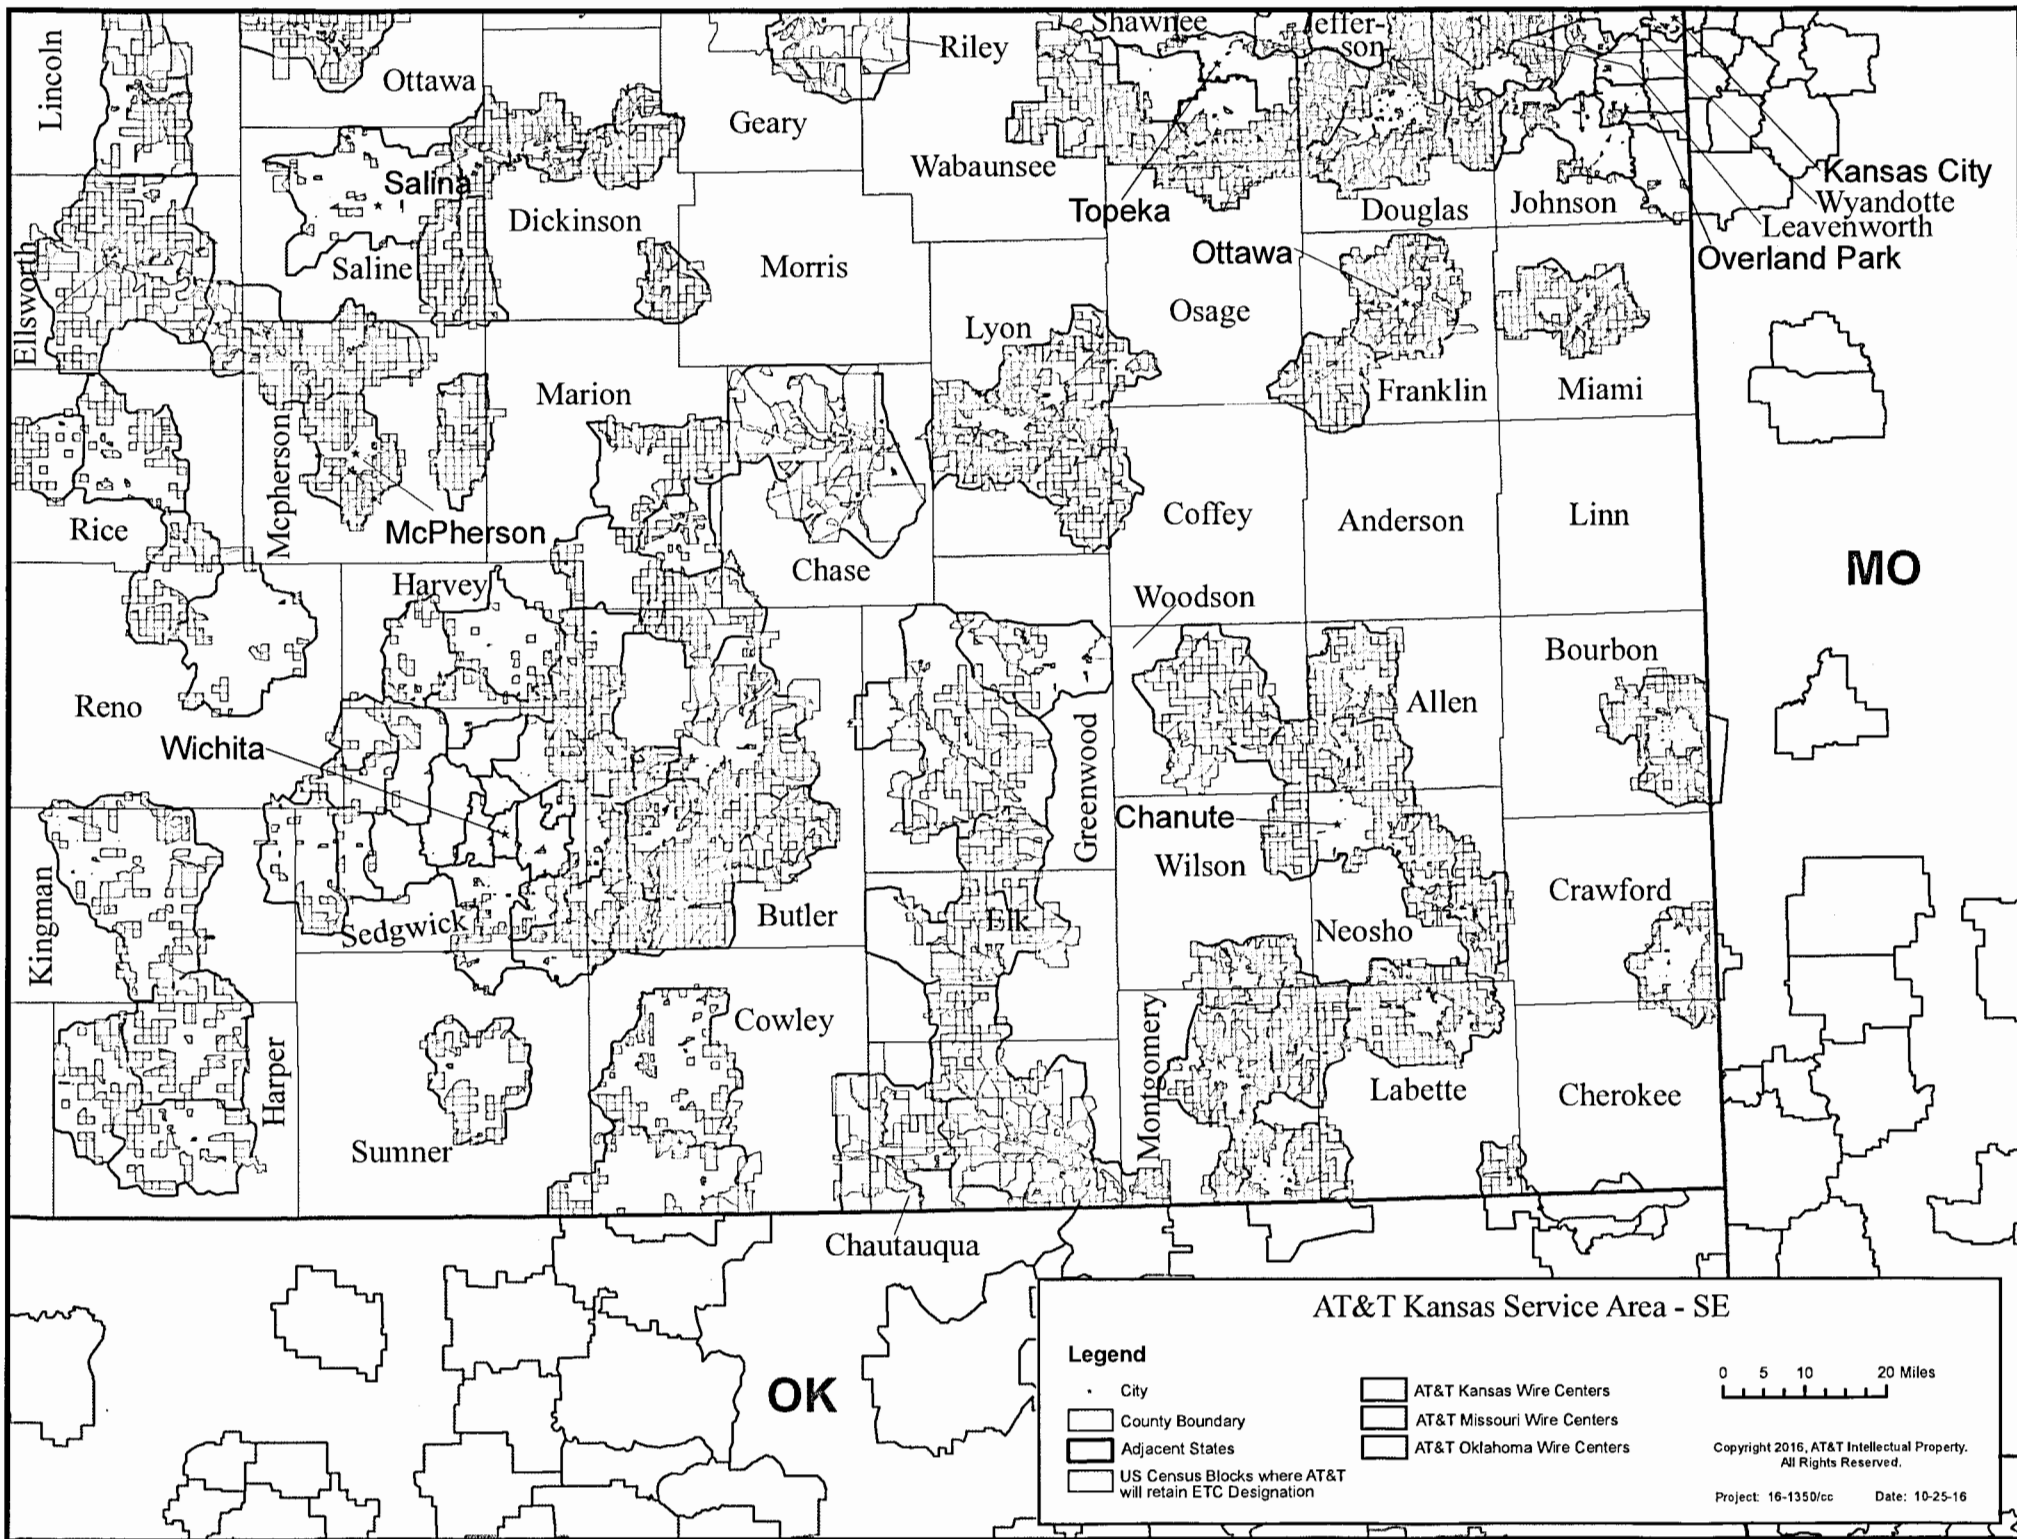 Shawnee
Jeffer-
son
Lincoln
Riley
Ottawa
Geary
Wabaunsee
Kansas City
Salina
Topeka
Douglas
Johnson
Wyandotte
Dickinson
Leavenworth
Ottawa
Overland Park
Saline
Morris
Ellsworth
Osage
Lyon
Marion
Franklin
Miami
Mcpherson
Rice
McPherson
Coffey
Anderson
Linn
MO
Chase
Harvey
Woodson
Bourbon
Reno
Allen
Wichita
Greenwood
Chanute
Wilson
Crawford
Kingman
Sedgwick
Butler
Elk
Neosho
Cowley
Harper
Montgomery
Labette
Cherokee
Sumner
Chautauqua
OK
AT&T Kansas Service Area - SE
Legend
City
County Boundary
Adjacent States
US Census Blocks where AT&T
will retain ETC Designation
AT&T Kansas Wire Centers
AT&T Missouri Wire Centers
AT&T Oklahoma Wire Centers
0 5 10 20 Miles
Copyright 2016, AT&T Intellectual Property.
All Rights Reserved.
Project: 16-1350/cc Date: 10-25-16